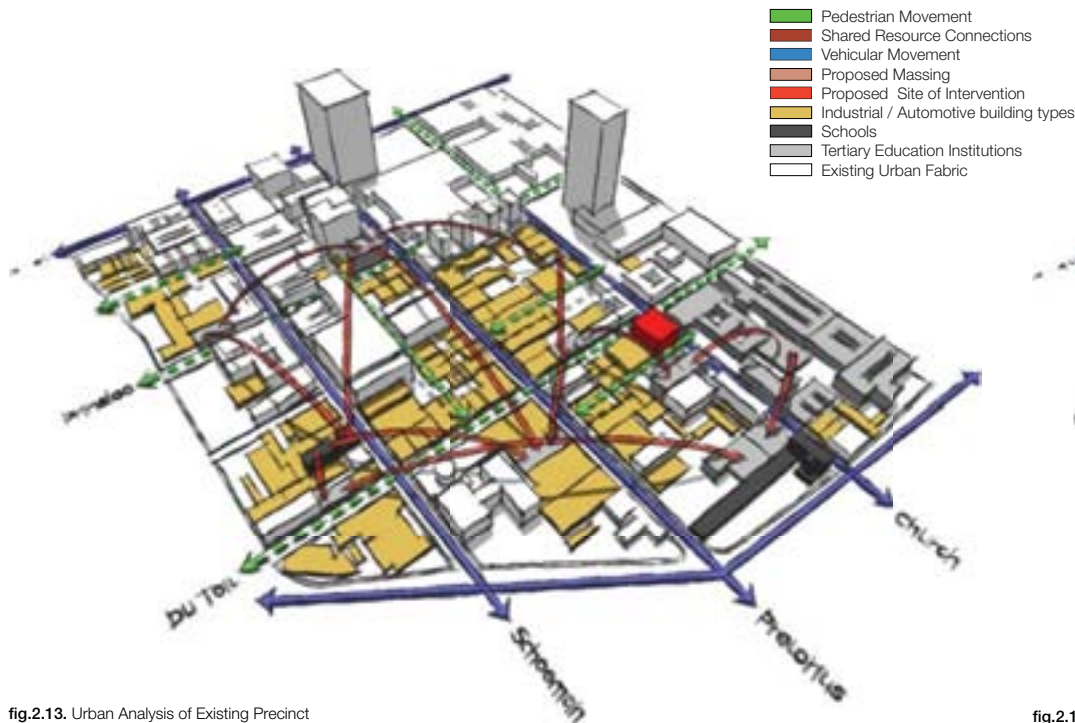 Pedestrian Movement
Shared Resource Connections
Vehicular Movement
Proposed Massing
Proposed Site of Intervention
Industrial / Automotive building types
Schools
Tertiary Education Institutions
Existing Urban Fabric
Du Toit
Schoeman
Pretorius
Church
fig.2.13. Urban Analysis of Existing Precinct
fig.2.1